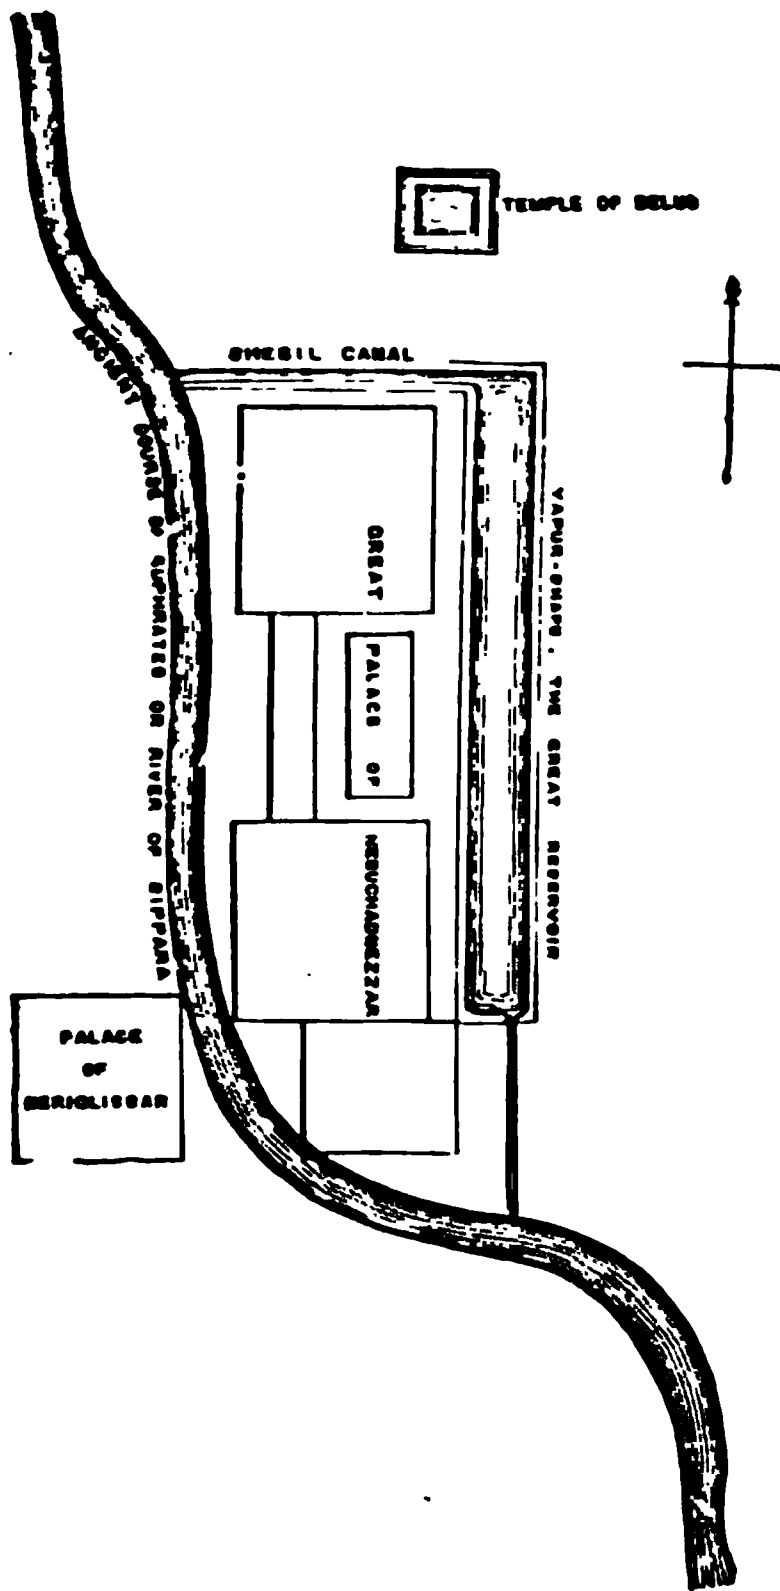 TEMPLE OF BELUS
SHEBIL CANAL
ANCIENT COURSE OF EUPHRATES OR RIVER OF SIPPARA
GREAT
PALACE OF
NEBUCHADNEZZAR
YAPUR-SHAPU, THE GREAT RESERVOIR
PALACE
OF
NERIGLISSAR